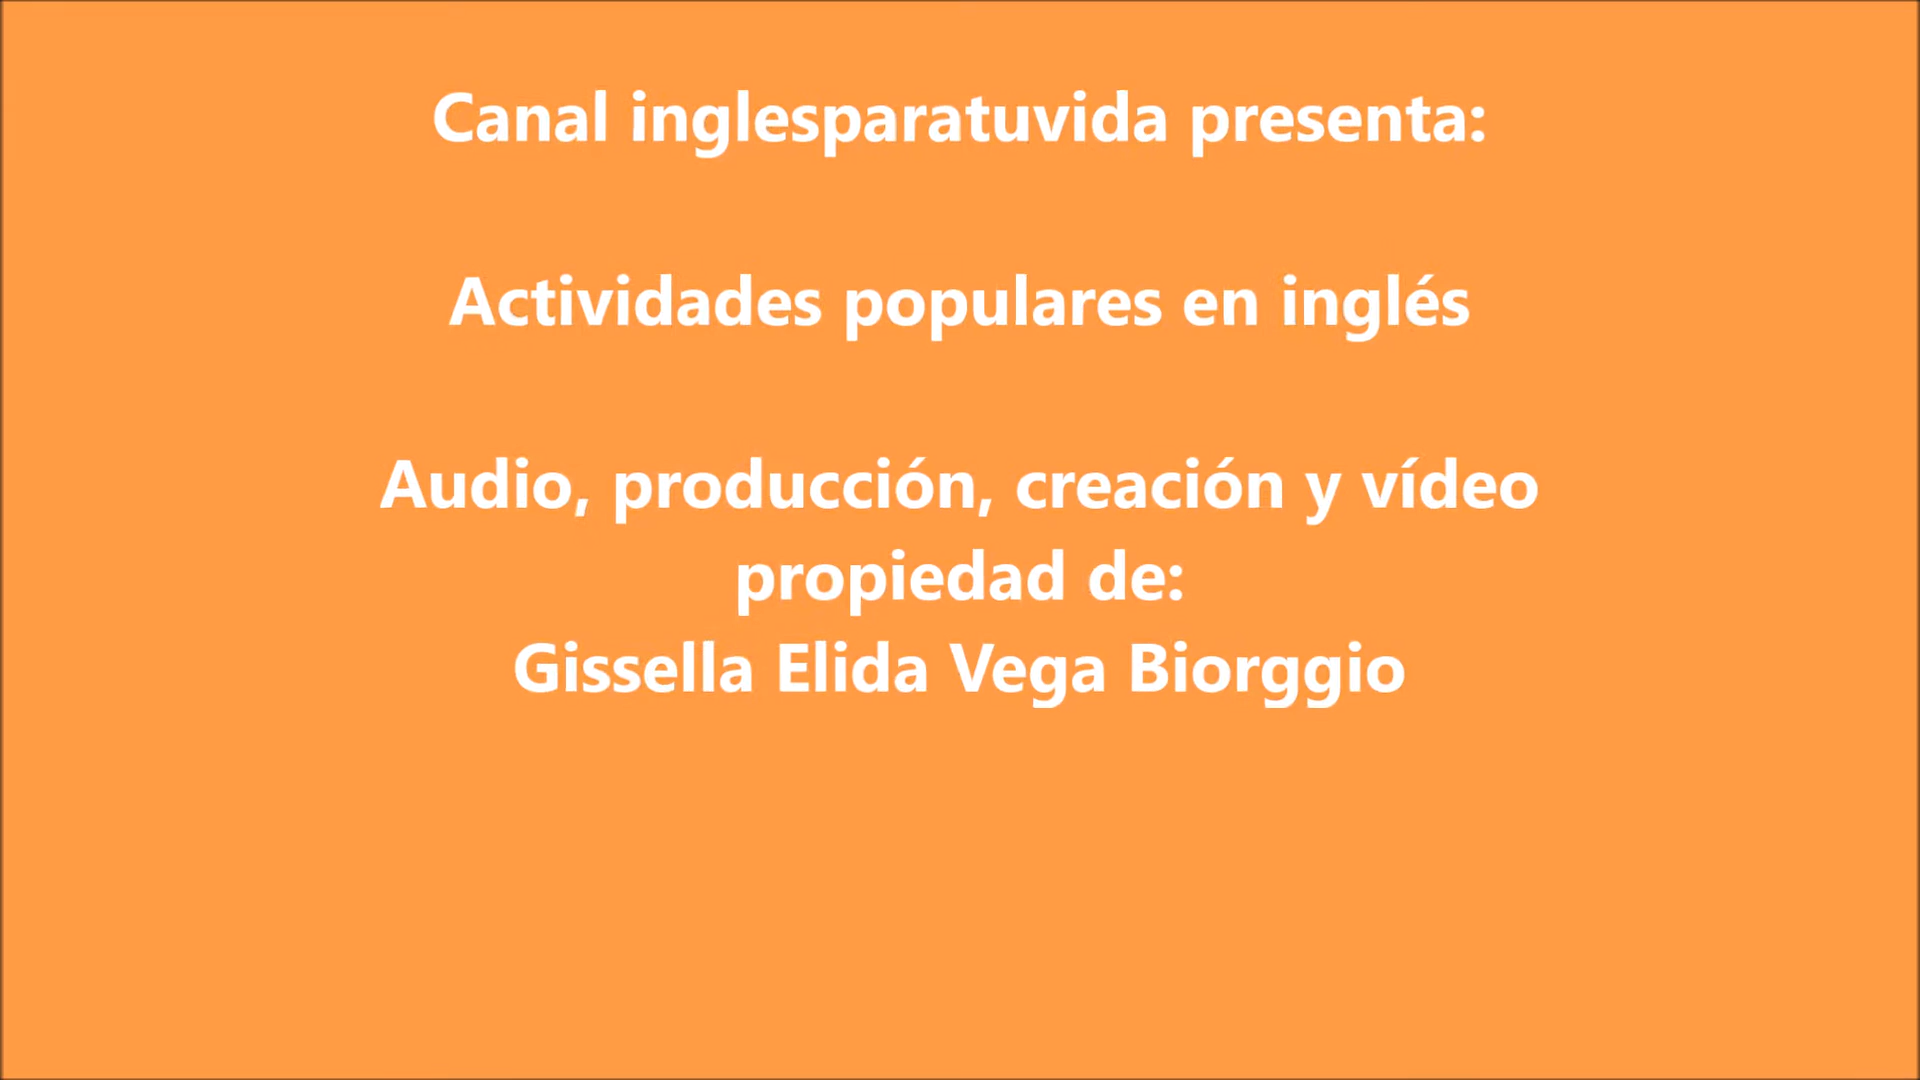 Canal inglesparatuvida presenta:
Actividades populares en inglés
Audio, producción, creación y vídeo
propiedad de:
Gissella Elida Vega Biorggio